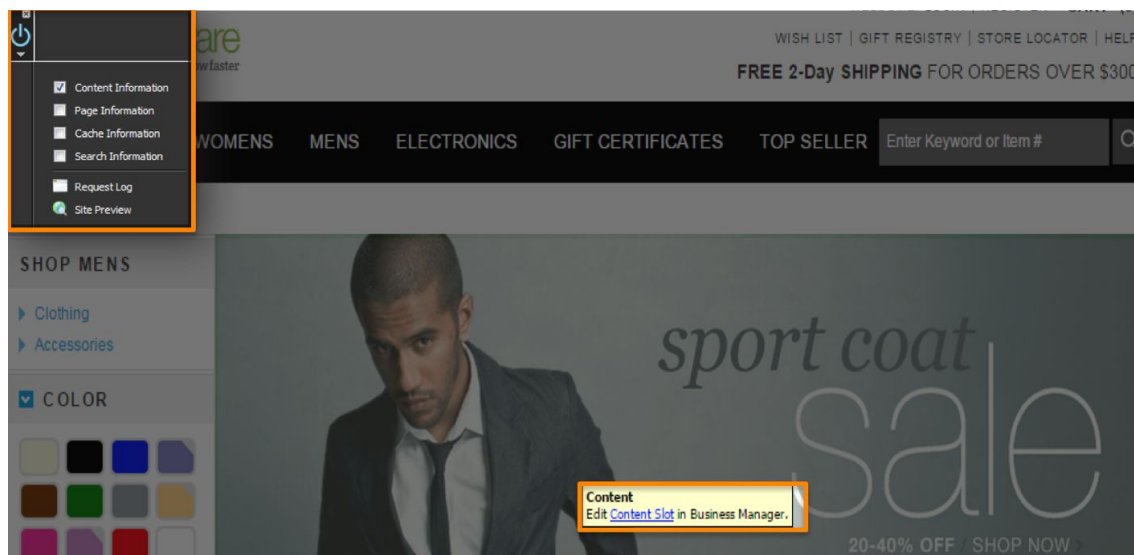 WISH LIST | GIFT REGISTRY | STORE LOCATOR | HELP
FREE 2-Day SHIPPING FOR ORDERS OVER $300
Content Information
Page Information
Cache Information
Search Information
Request Log
Site Preview
WOMENS MENS ELECTRONICS GIFT CERTIFICATES TOP SELLER Enter Keyword or Item #
SHOP MENS
Clothing
Accessories
COLOR
sport coat
sale
Content
Edit Content Slot in Business Manager.
20-40% OFF / SHOP NOW >